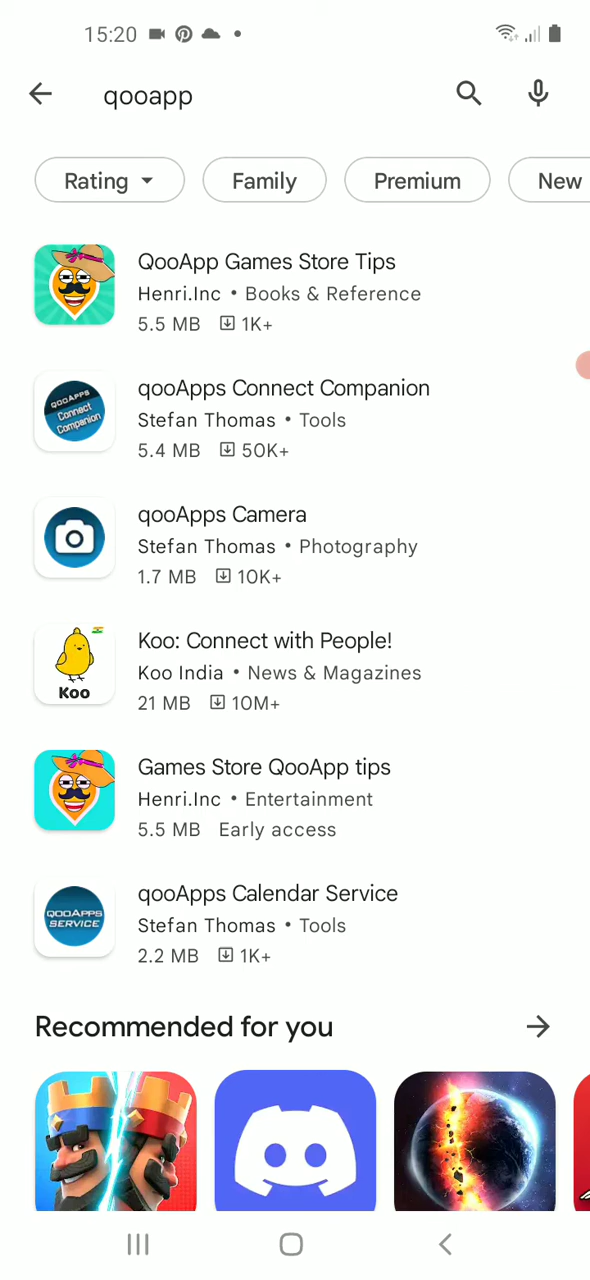 15:20
qooapp
Rating
Family
Premium
New
QooApp Games Store Tips
Henri.Inc • Books & Reference
5.5 MB 1K+
QOOAPPS
Connect
Companion
qooApps Connect Companion
Stefan Thomas • Tools
5.4 MB 50K+
qooApps Camera
Stefan Thomas • Photography
1.7 MB 10K+
Koo
Koo: Connect with People!
Koo India • News & Magazines
21 MB 10M+
Games Store QooApp tips
Henri.Inc • Entertainment
5.5 MB Early access
QOOAPPS
SERVICE
qooApps Calendar Service
Stefan Thomas • Tools
2.2 MB 1K+
Recommended for you